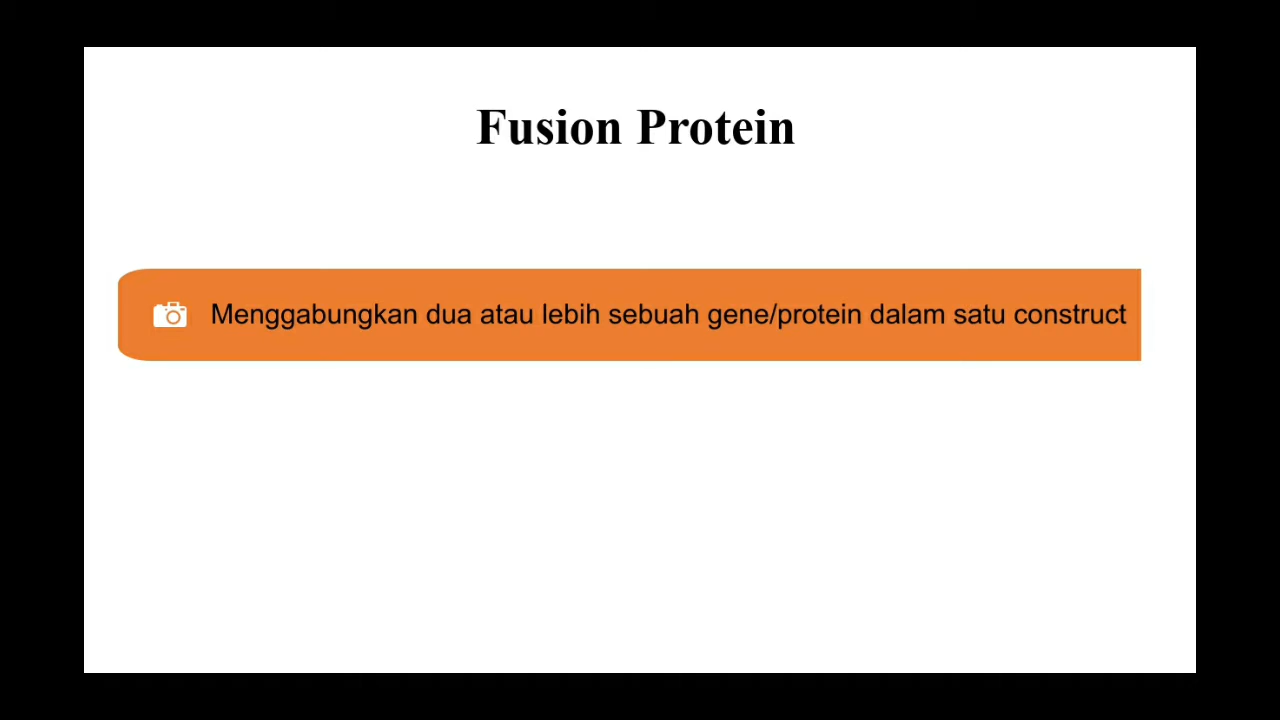 Fusion Protein
Menggabungkan dua atau lebih sebuah gene/protein dalam satu construct